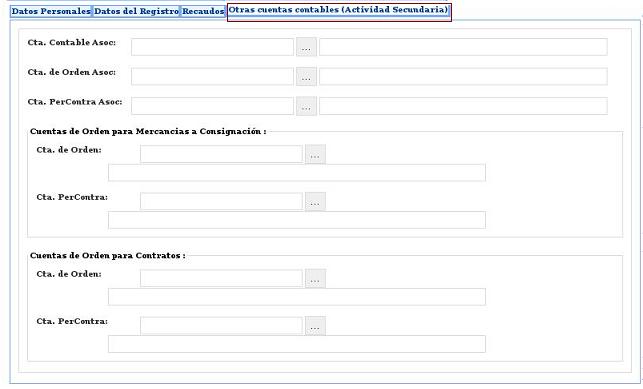 Datos Personales Datos del Registro Recaudos Otras cuentas contables (Actividad Secundaria)
Cta. Contable Asoc: ...
Cta. de Orden Asoc: ...
Cta. PerContra Asoc: ...
Cuentas de Orden para Mercancias a Consignación :
Cta. de Orden: ...
Cta. PerContra: ...
Cuentas de Orden para Contratos :
Cta. de Orden: ...
Cta. PerContra: ...